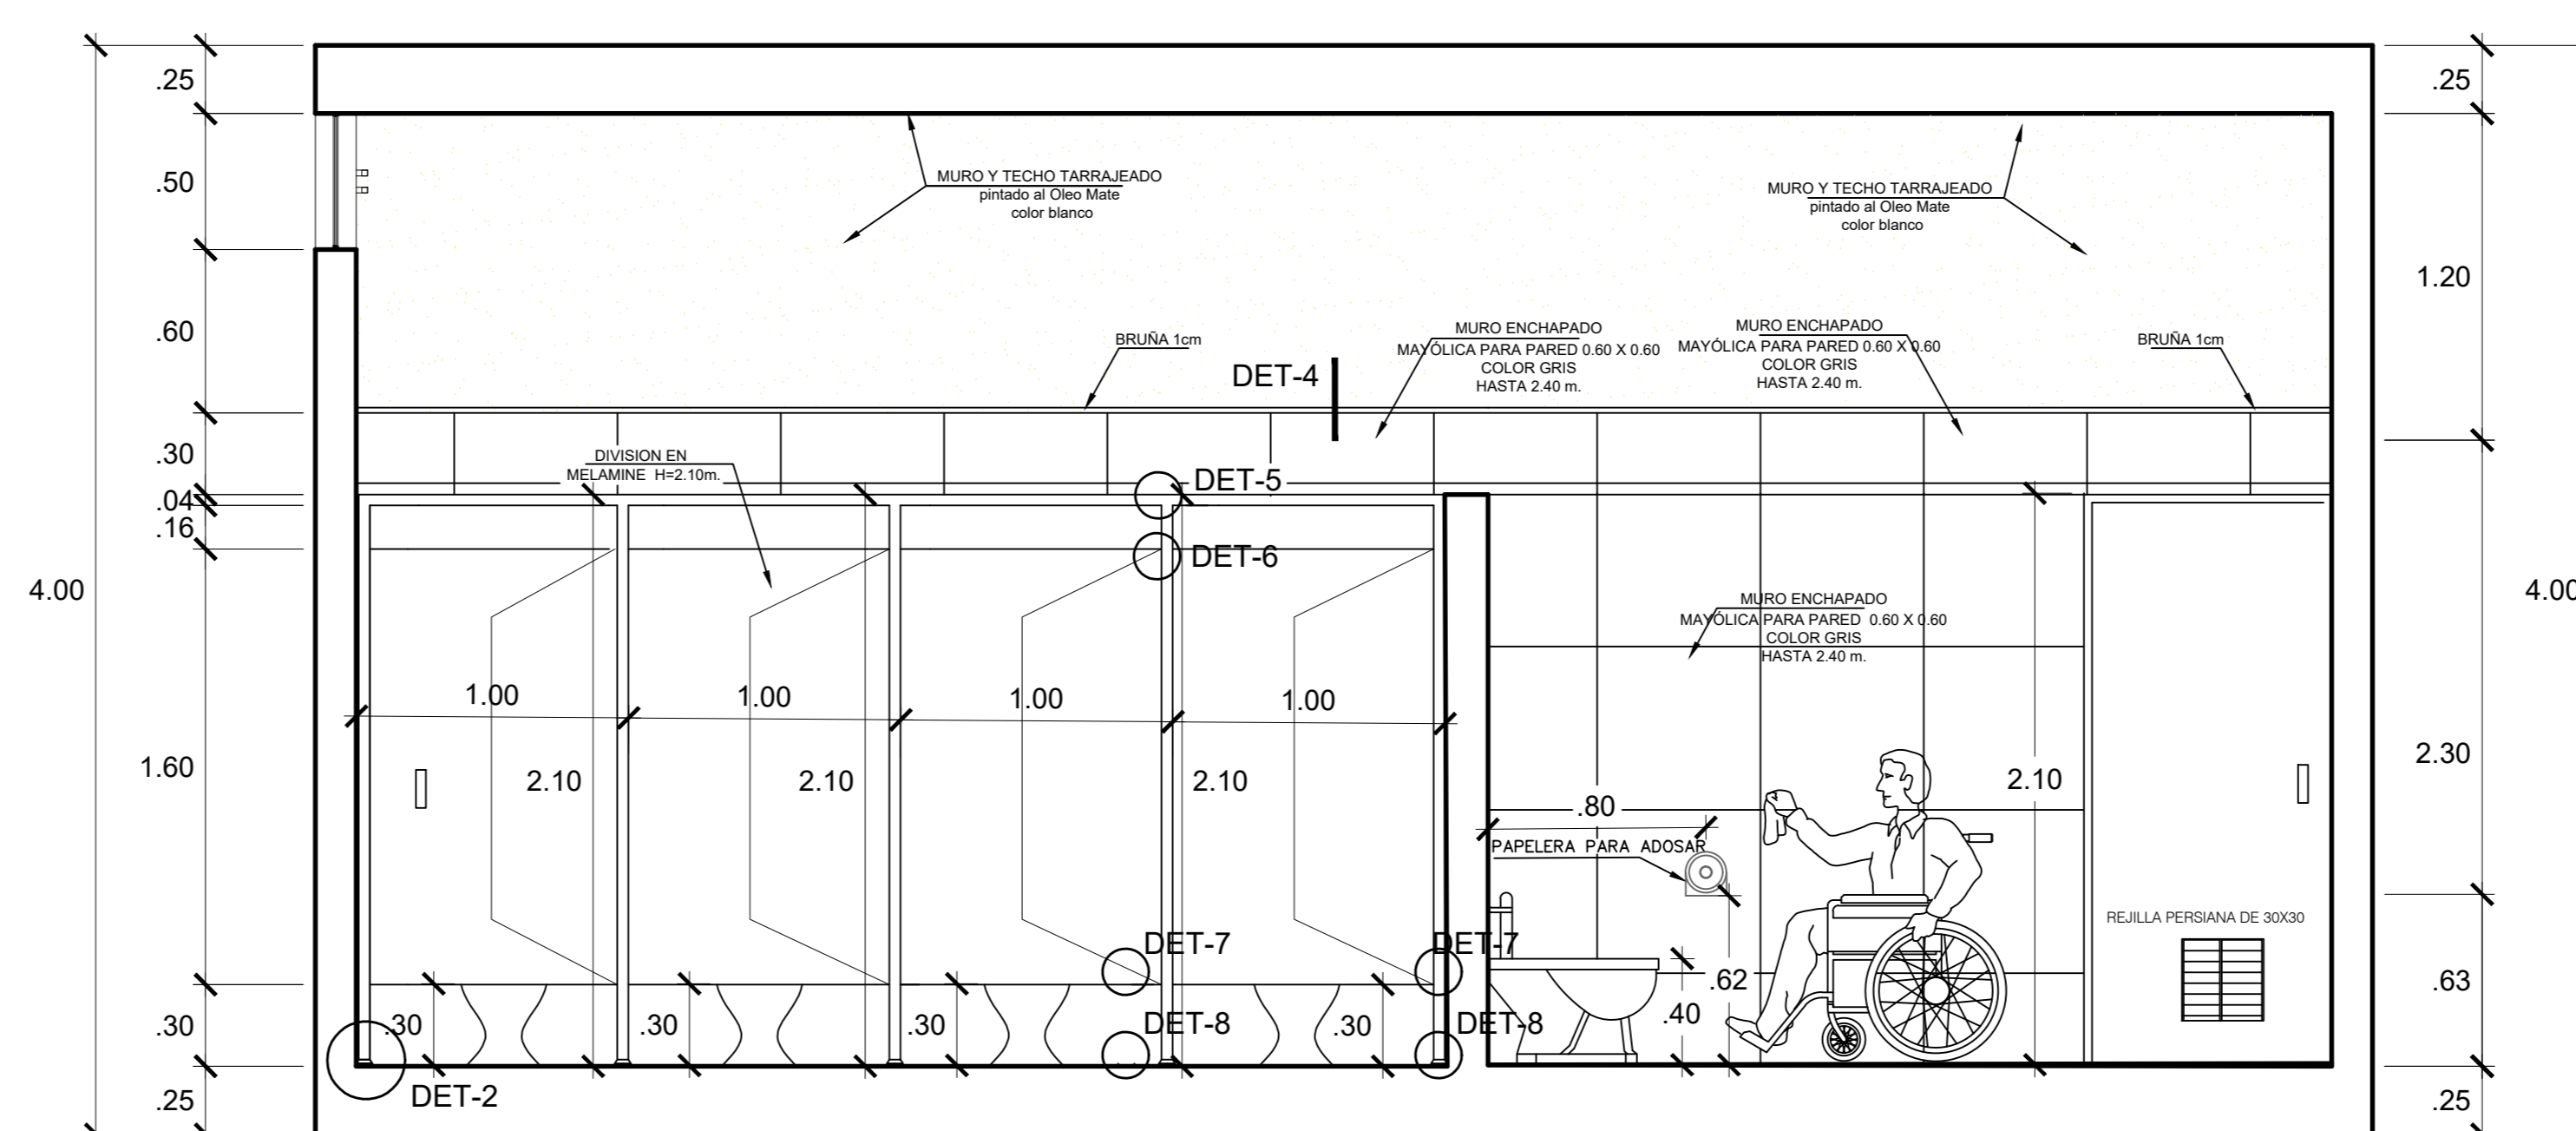 .25
.25
.50
MURO Y TECHO TARRAJEADO
pintado al Oleo Mate
color blanco
MURO Y TECHO TARRAJEADO
pintado al Oleo Mate
color blanco
1.20
.60
BRUÑA 1cm
MURO ENCHAPADO
MAYÓLICA PARA PARED 0.60 X 0.60
COLOR GRIS
HASTA 2.40 m.
MURO ENCHAPADO
MAYÓLICA PARA PARED 0.60 X 0.60
COLOR GRIS
HASTA 2.40 m.
BRUÑA 1cm
DET-4
.30
DIVISION EN
MELAMINE H=2.10m.
DET-5
.04
.16
DET-6
4.00
4.00
MURO ENCHAPADO
MAYÓLICA PARA PARED 0.60 X 0.60
COLOR GRIS
HASTA 2.40 m.
1.00
1.00
1.00
1.00
1.60
2.10
2.10
2.10
2.10
2.30
.80
PAPELERA PARA ADOSAR
REJILLA PERSIANA DE 30X30
DET-7
DET-7
.62
.63
.40
.30
.30
.30
.30
.30
DET-8
DET-8
DET-2
.25
.25